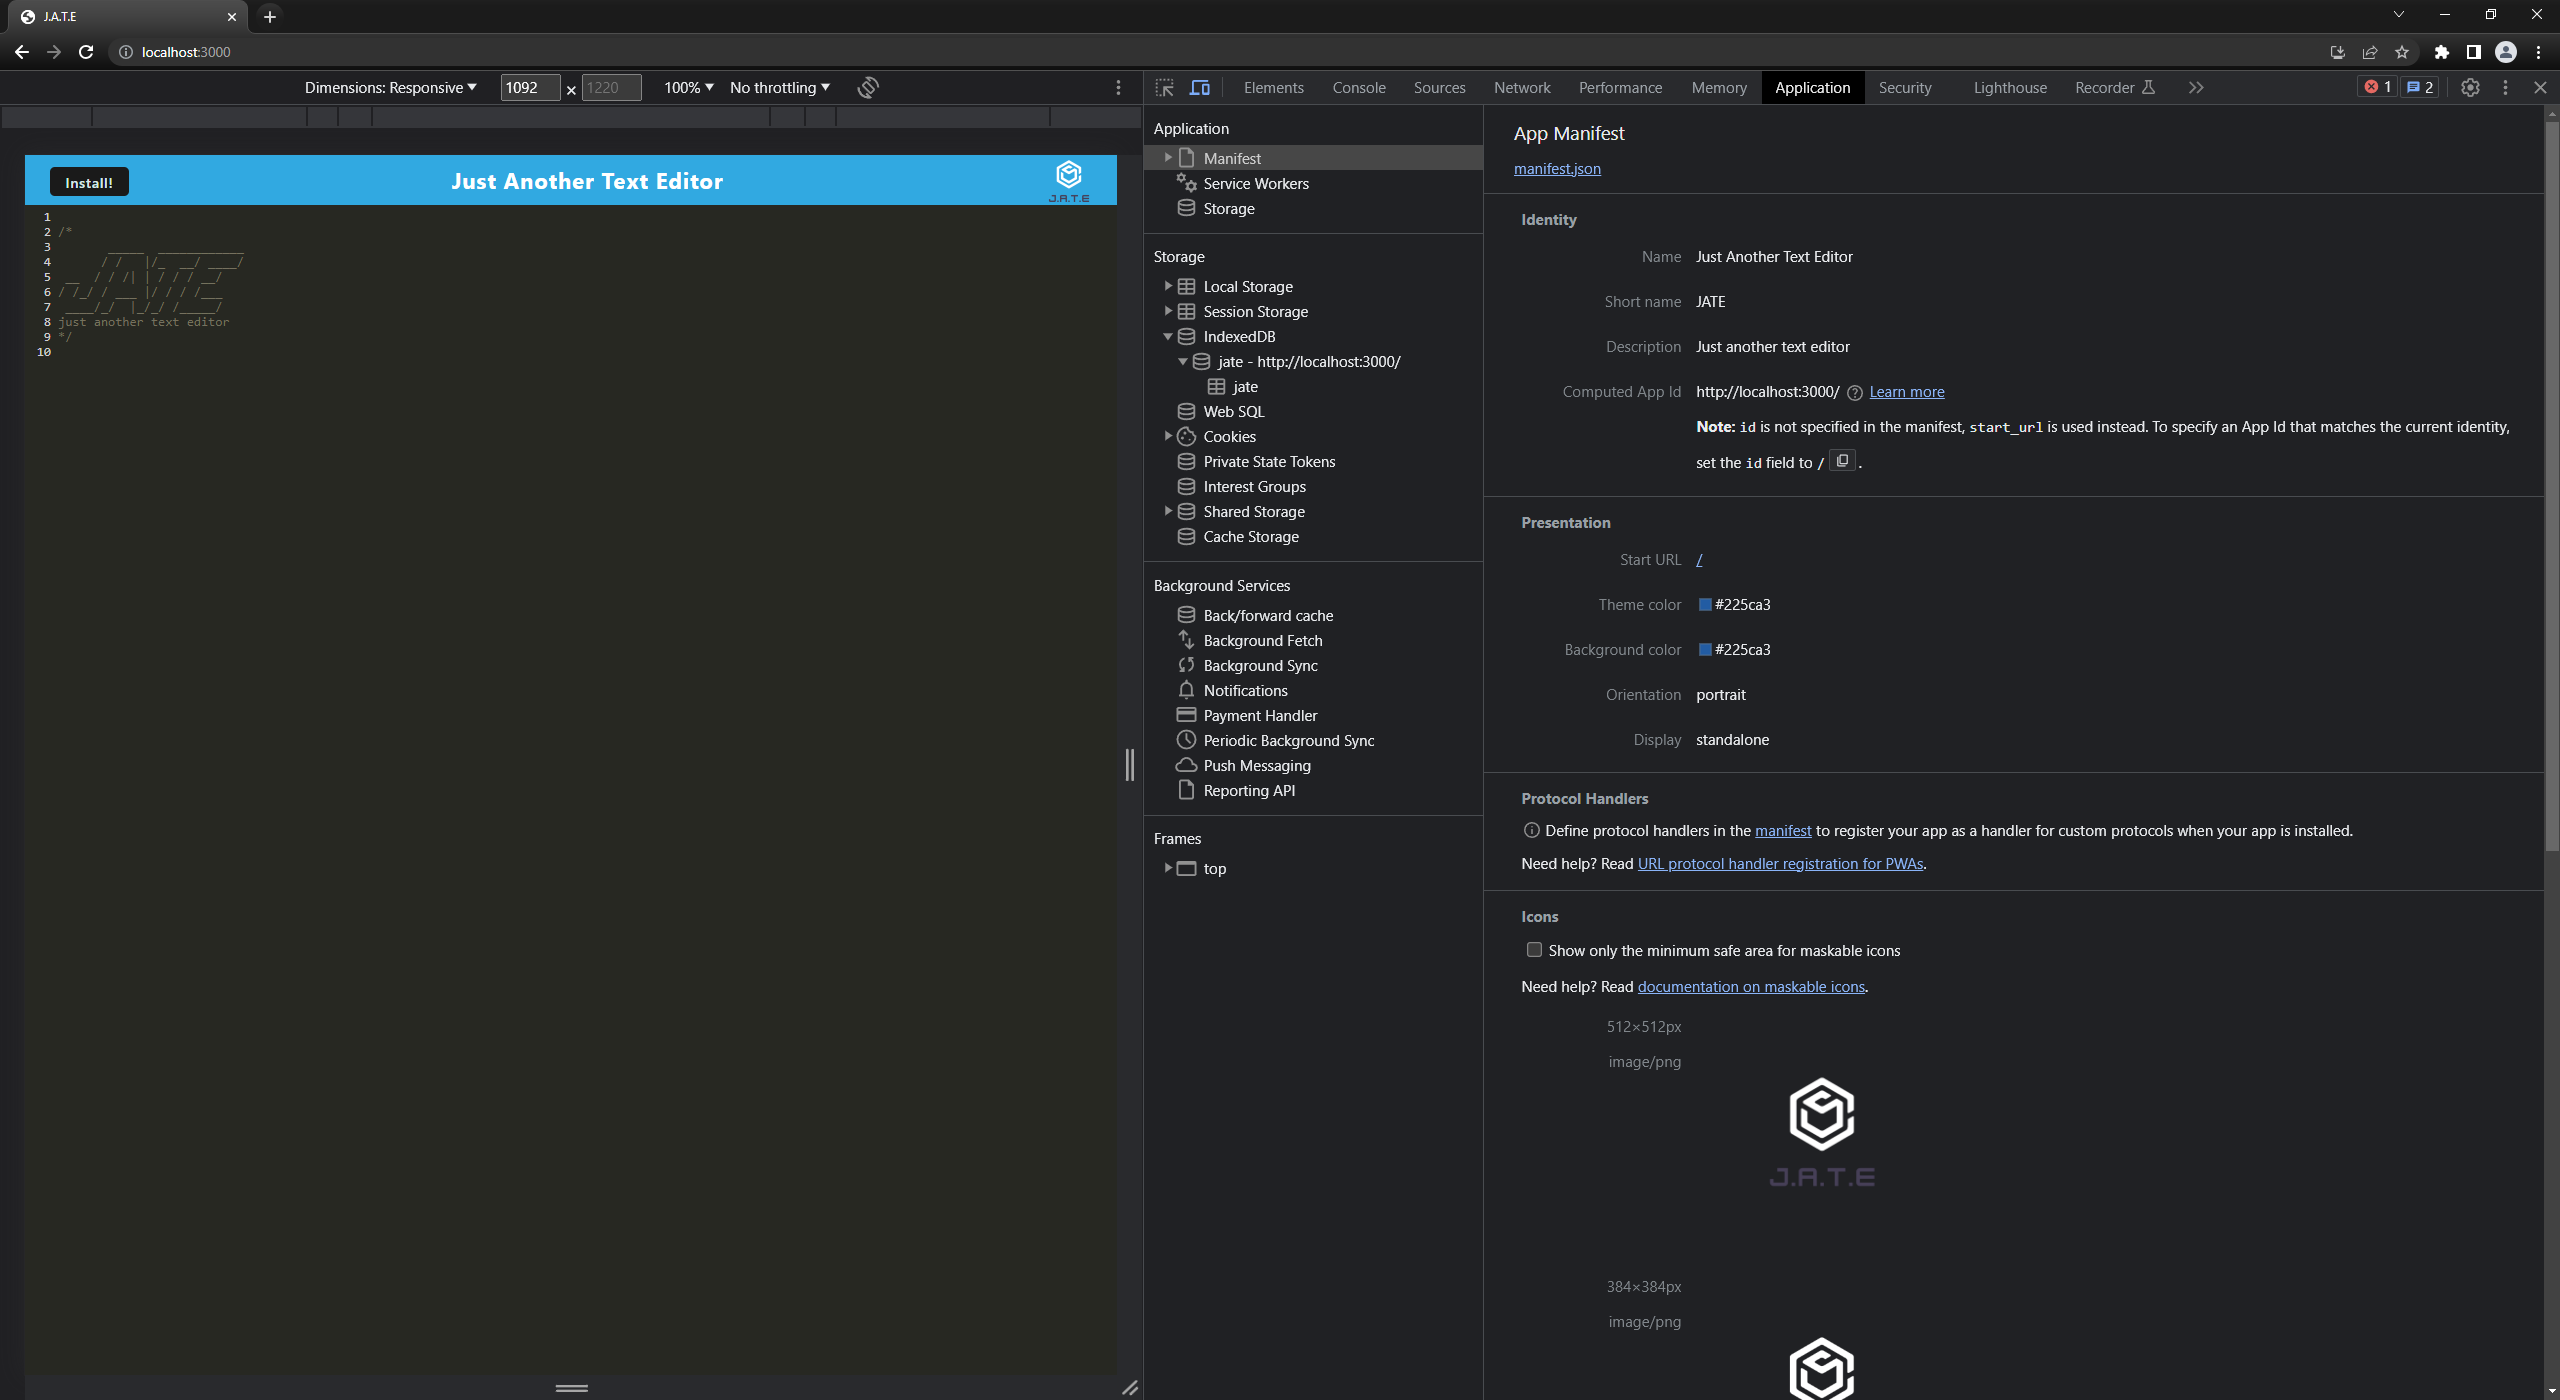 J.A.T.E
localhost:3000
Dimensions: Responsive 1092 × 1220 100% No throttling
Elements Console Sources Network Performance Memory Application Security Lighthouse Recorder 1 2
Install! Just Another Text Editor J.A.T.E
1
2 /*
3       _____  ____________
4      / /   |/_  __/ ____/
5 __  / / /| | / / / __/
6 / /_/ / ___ |/ / / /___
7  ____/_/  |_/_/ /_____/
8 just another text editor
9 */
10
Application
Manifest
Service Workers
Storage
Storage
Local Storage
Session Storage
IndexedDB
jate - http://localhost:3000/
jate
Web SQL
Cookies
Private State Tokens
Interest Groups
Shared Storage
Cache Storage
Background Services
Back/forward cache
Background Fetch
Background Sync
Notifications
Payment Handler
Periodic Background Sync
Push Messaging
Reporting API
Frames
top
App Manifest
manifest.json
Identity
Name Just Another Text Editor
Short name JATE
Description Just another text editor
Computed App Id http://localhost:3000/ Learn more
Note: id is not specified in the manifest, start_url is used instead. To specify an App Id that matches the current identity,
set the id field to / .
Presentation
Start URL /
Theme color #225ca3
Background color #225ca3
Orientation portrait
Display standalone
Protocol Handlers
Define protocol handlers in the manifest to register your app as a handler for custom protocols when your app is installed.
Need help? Read URL protocol handler registration for PWAs.
Icons
Show only the minimum safe area for maskable icons
Need help? Read documentation on maskable icons.
512×512px
image/png
J.A.T.E
384×384px
image/png